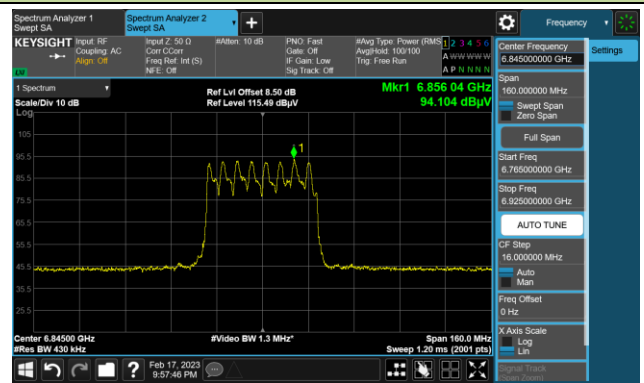 Spectrum Analyzer 1
Swept SA
Spectrum Analyzer 2
Swept SA
Frequency
KEYSIGHT
Input: RF
Coupling: AC
Align: Off
Input Z: 50 Ω
Corr CCorr
Freq Ref: Int (S)
NFE: Off
#Atten: 10 dB
PNO: Fast
Gate: Off
IF Gain: Low
Sig Track: Off
#Avg Type: Power (RMS
Avg|Hold: 100/100
Trig: Free Run
1 2 3 4 5 6
A W W W W W
A P N N N N
LU
1 Spectrum
Scale/Div 10 dB
Log
Ref Lvl Offset 8.50 dB
Ref Level 115.49 dBµV
Mkr1 6.856 04 GHz
94.104 dBµV
1
105
95.5
85.5
75.5
65.5
55.5
45.5
35.5
25.5
Center 6.84500 GHz
#Res BW 430 kHz
#Video BW 1.3 MHz*
Span 160.0 MHz
Sweep 1.20 ms (2001 pts)
Feb 17, 2023
9:57:46 PM
Center Frequency
6.845000000 GHz
Settings
Span
160.000000 MHz
Swept Span
Zero Span
Full Span
Start Freq
6.765000000 GHz
Stop Freq
6.925000000 GHz
AUTO TUNE
CF Step
16.000000 MHz
Auto
Man
Freq Offset
0 Hz
X Axis Scale
Log
Lin
Signal Track
(Span Zoom)